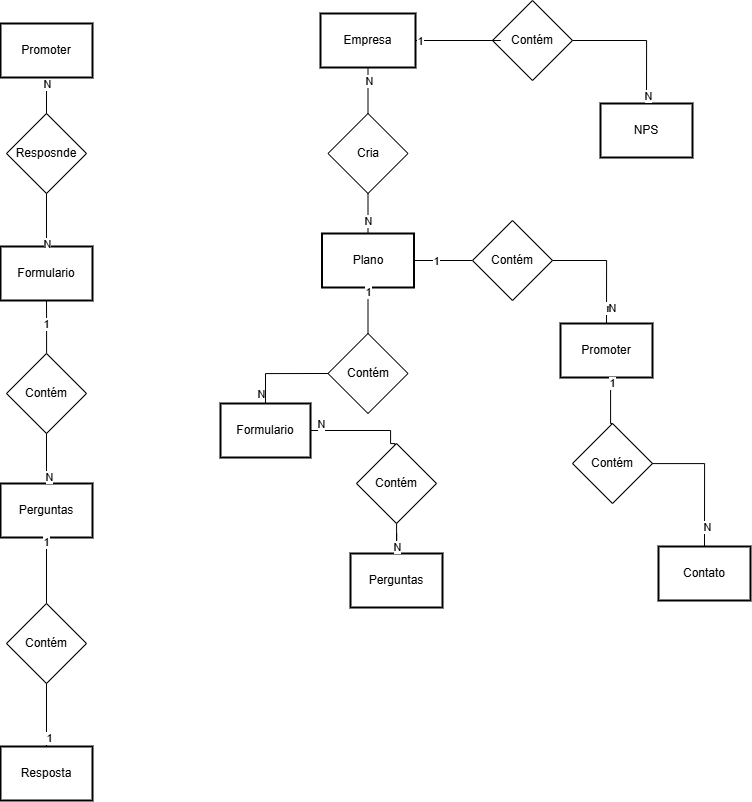 Promoter
N
Resposnde
N
Formulario
1
Contém
N
Perguntas
1
Contém
1
Resposta
Empresa
1
Contém
N
NPS
N
Cria
N
Plano
1
Contém
N
Promoter
1
Contém
N
Contato
1
Contém
N
Formulario
N
Contém
N
Perguntas